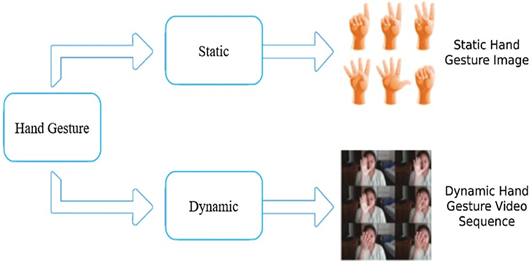 Hand Gesture
Static
Static Hand
Gesture Image
Dynamic
Dynamic Hand
Gesture Video
Sequence